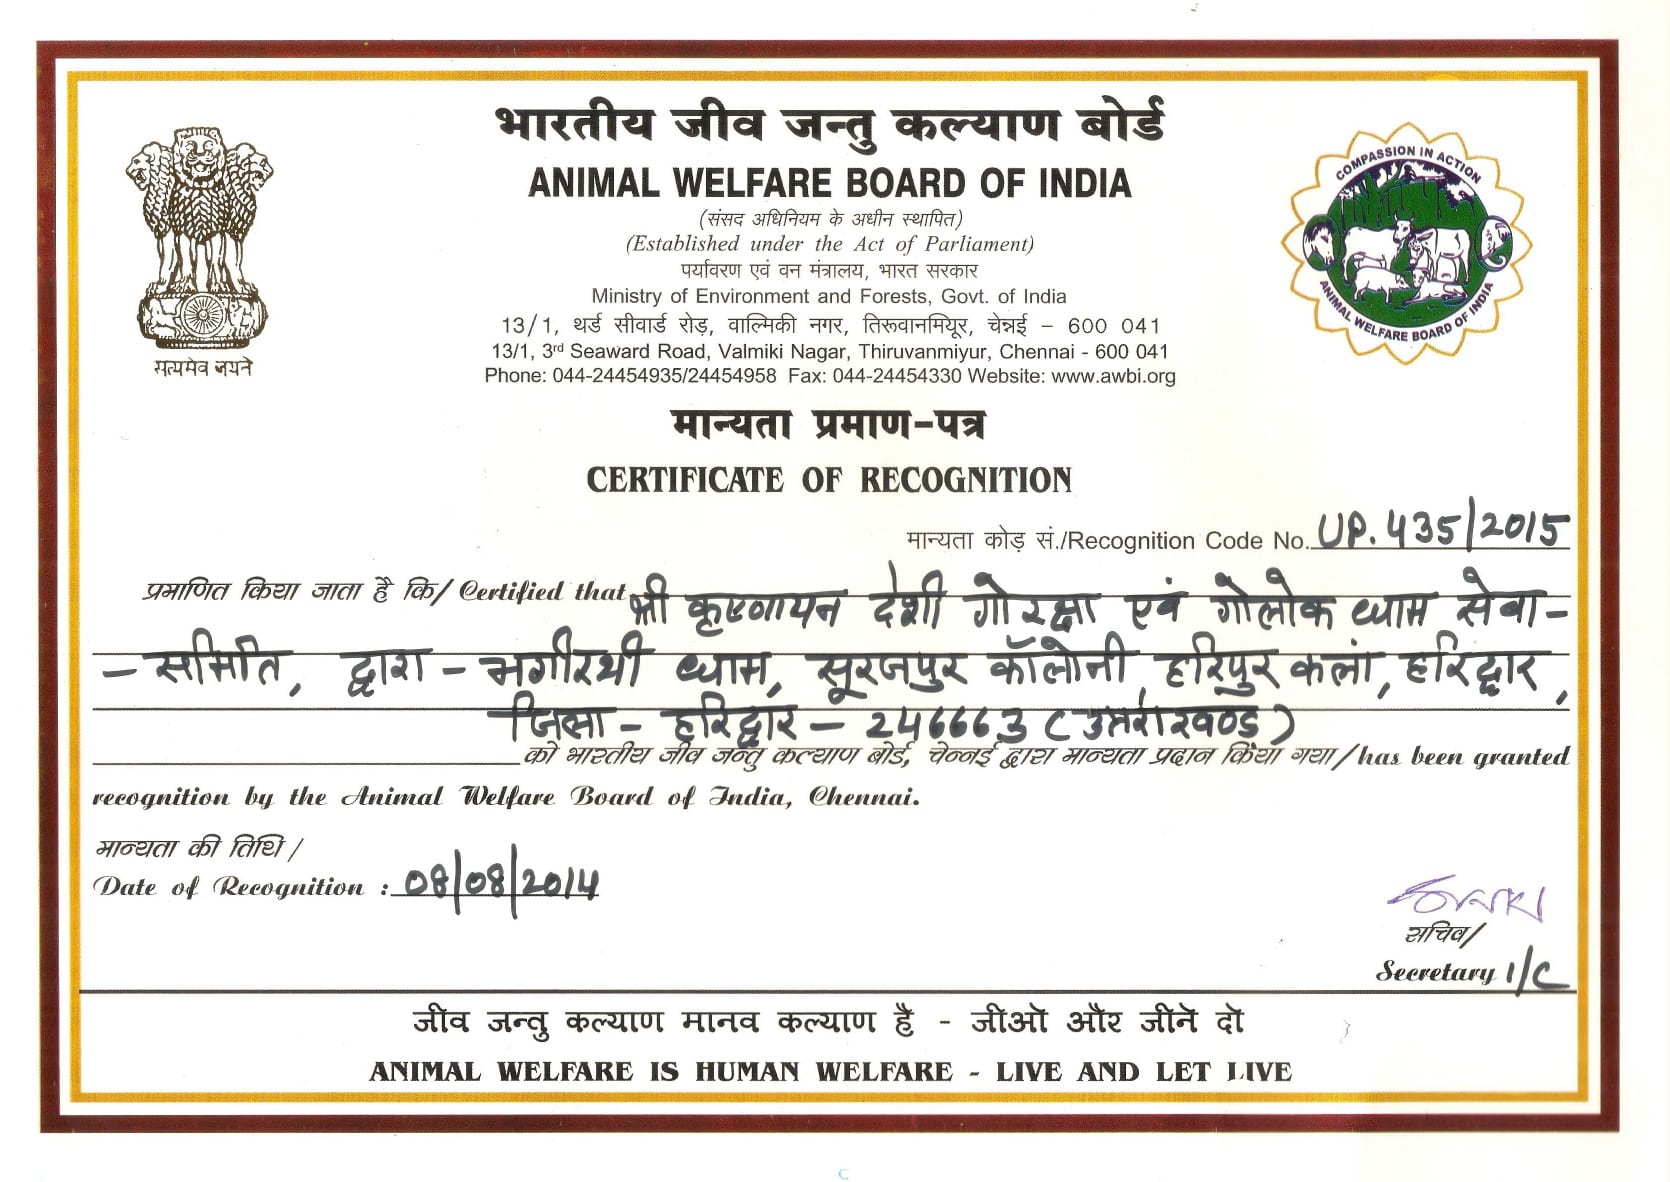 भारतीय जीव जन्तु कल्याण बोर्ड
ANIMAL WELFARE BOARD OF INDIA
(संसद अधिनियम के अधीन स्थापित)
(Established under the Act of Parliament)
पर्यावरण एवं वन मंत्रालय, भारत सरकार
Ministry of Environment and Forests, Govt. of India
13/1, थर्ड सीवार्ड रोड़, वाल्मिकी नगर, तिरूवानमियूर, चेन्नई – 600 041
13/1, 3rd Seaward Road, Valmiki Nagar, Thiruvanmiyur, Chennai - 600 041
Phone: 044-24454935/24454958 Fax: 044-24454330 Website: www.awbi.org
सत्यमेव जयते
COMPASSION IN ACTION
ANIMAL WELFARE BOARD OF INDIA
मान्यता प्रमाण-पत्र
CERTIFICATE OF RECOGNITION
मान्यता कोड़ सं./Recognition Code No. UP.435/2015
प्रमाणित किया जाता है कि/ Certified that श्री कृष्णायन देशी गोरक्षा एवं गोलोक धाम सेवा-
- समिति, द्वारा - भगीरथी धाम, सूरजपुर कॉलोनी, हरिपुर कलां, हरिद्वार,
जिला - हरिद्वार - 246663 (उत्तराखण्ड)
को भारतीय जीव जन्तु कल्याण बोर्ड, चेन्नई द्वारा मान्यता प्रदान किया गया/has been granted
recognition by the Animal Welfare Board of India, Chennai.
मान्यता की तिथि /
Date of Recognition : 08/08/2014
सचिव/
Secretary I/C
जीव जन्तु कल्याण मानव कल्याण है - जीओ और जीने दो
ANIMAL WELFARE IS HUMAN WELFARE - LIVE AND LET LIVE